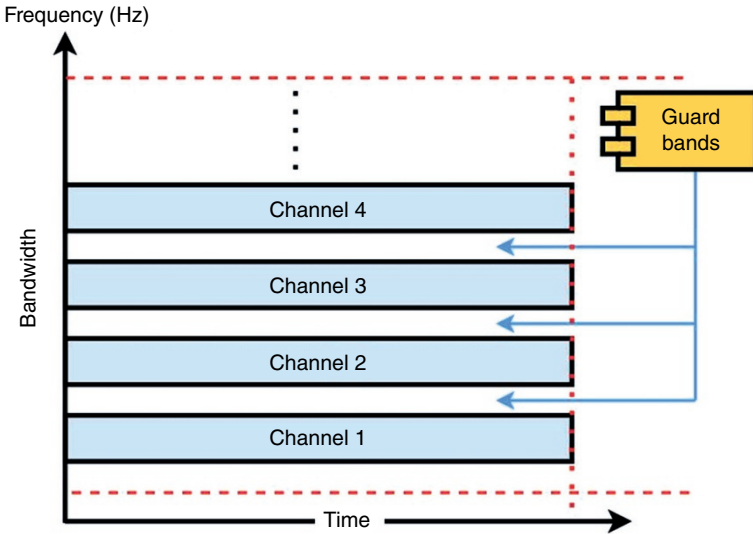 Frequency (Hz)
Guard
bands
Channel 4
Channel 3
Bandwidth
Channel 2
Channel 1
Time